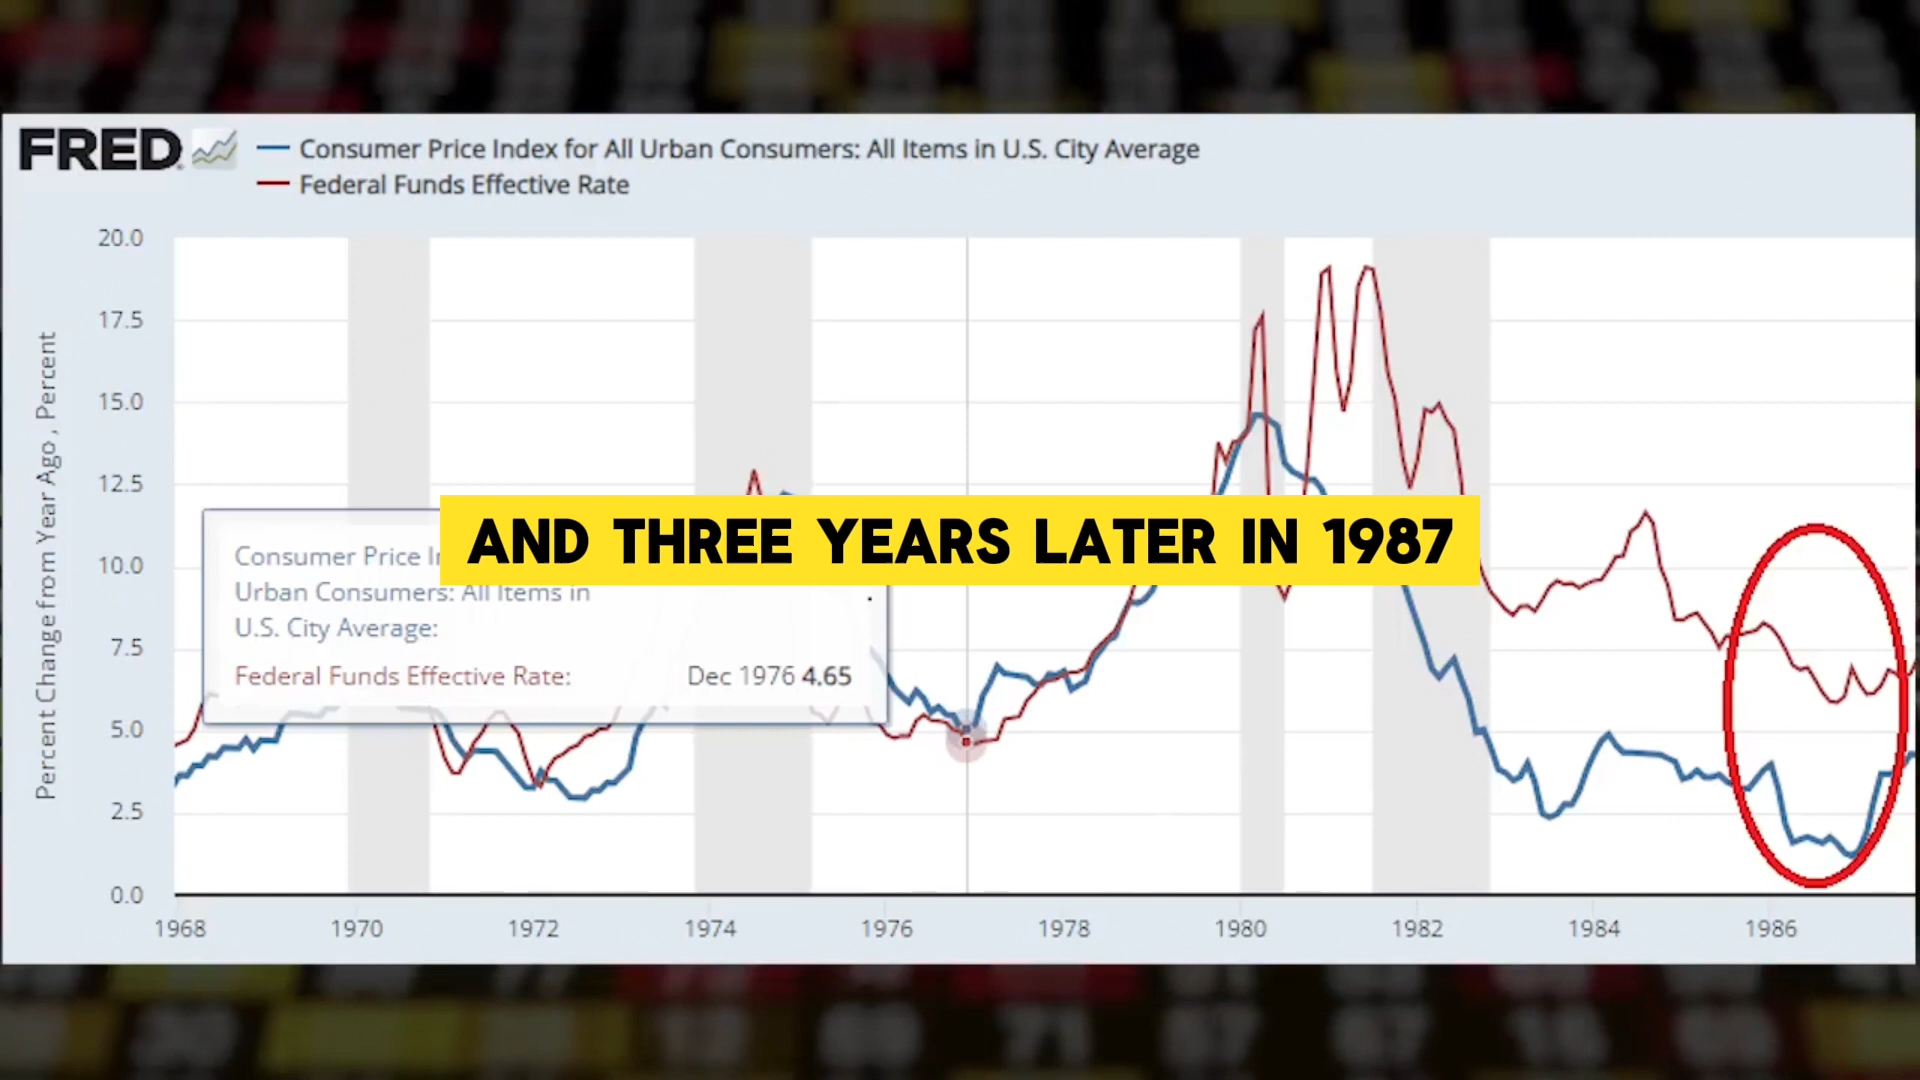 FRED
Consumer Price Index for All Urban Consumers: All Items in U.S. City Average
Federal Funds Effective Rate
Percent Change from Year Ago , Percent
20.0
17.5
15.0
12.5
10.0
7.5
5.0
2.5
0.0
AND THREE YEARS LATER IN 1987
Consumer Price
Urban Consumers: All Items in
U.S. City Average:
Federal Funds Effective Rate: Dec 1976 4.65
1968 1970 1972 1974 1976 1978 1980 1982 1984 1986